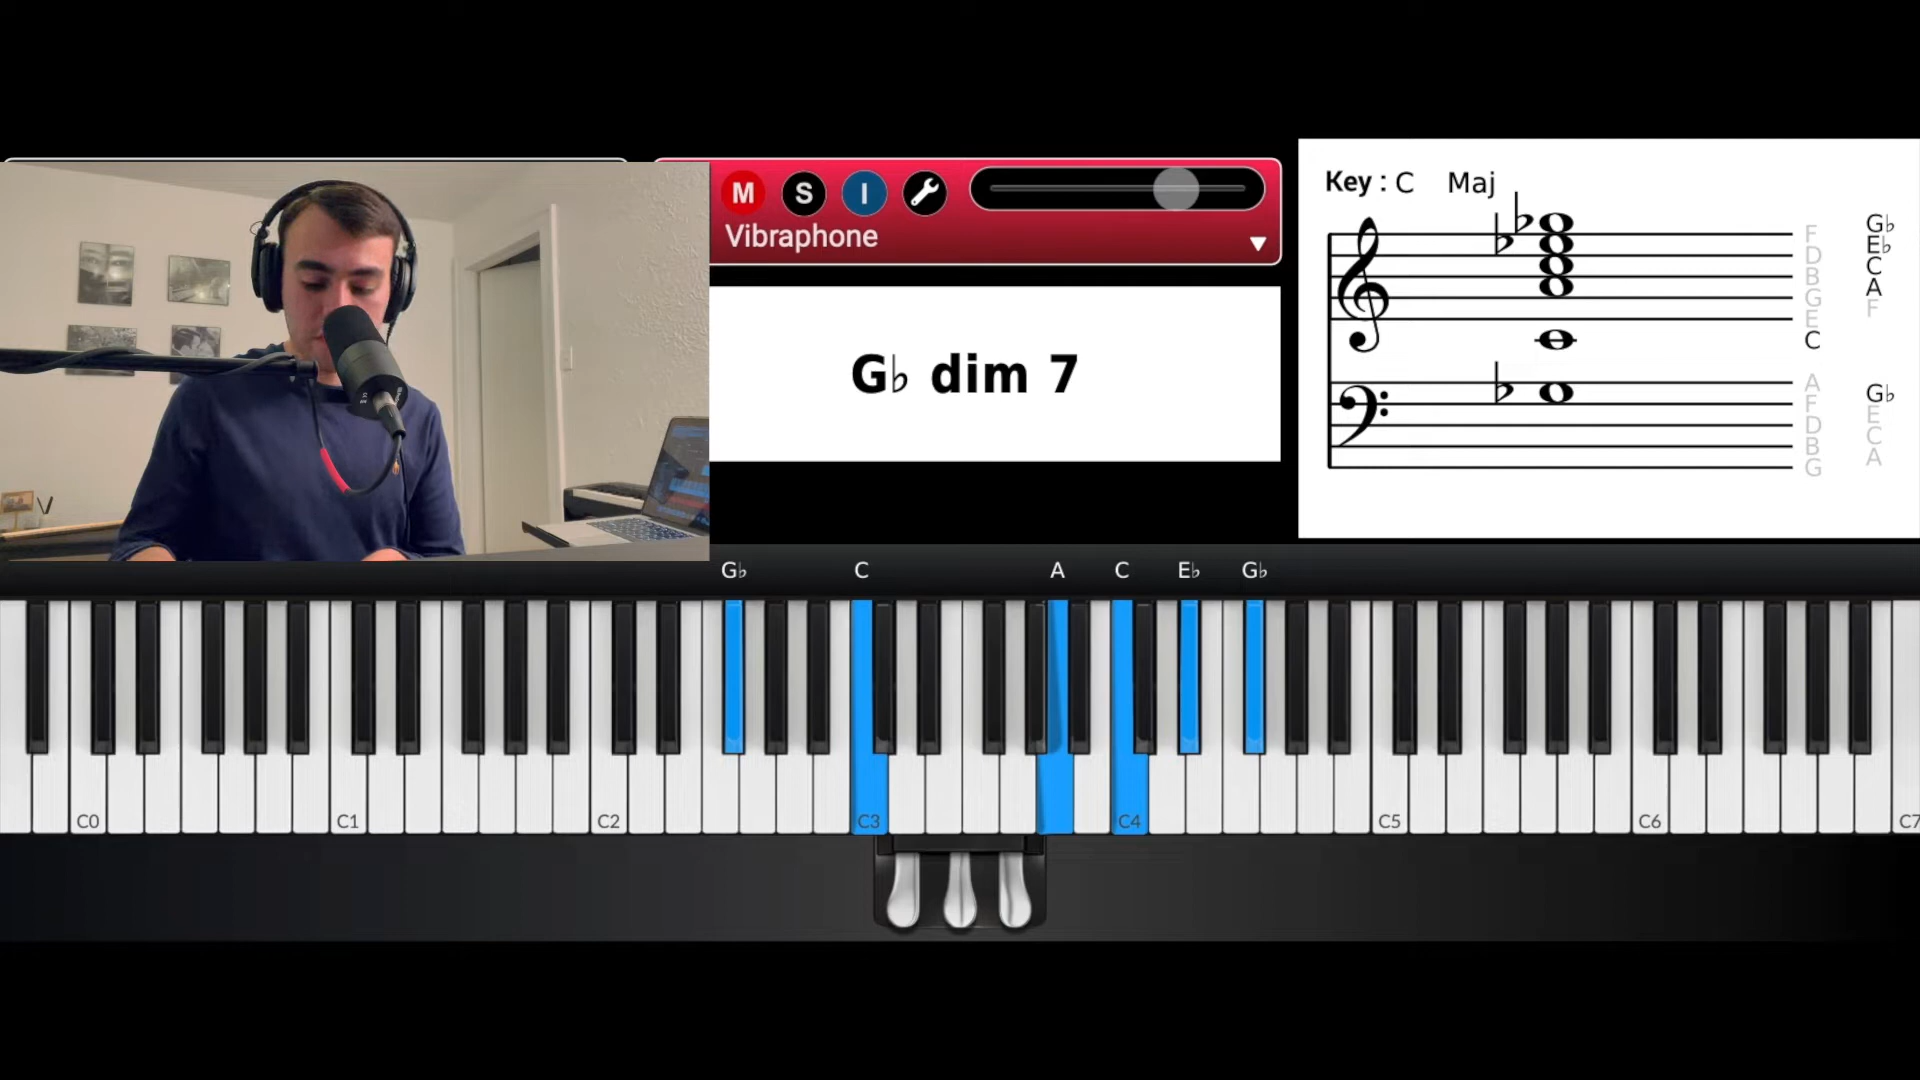 M S I
Vibraphone
G♭ dim 7
Key : C Maj
G♭
F
E♭
D
C
B
A
G
F
E
C
A
G♭
F
E
D
C
B
A
G
G♭ C A C E♭ G♭
C0 C1 C2 C3 C4 C5 C6 C7